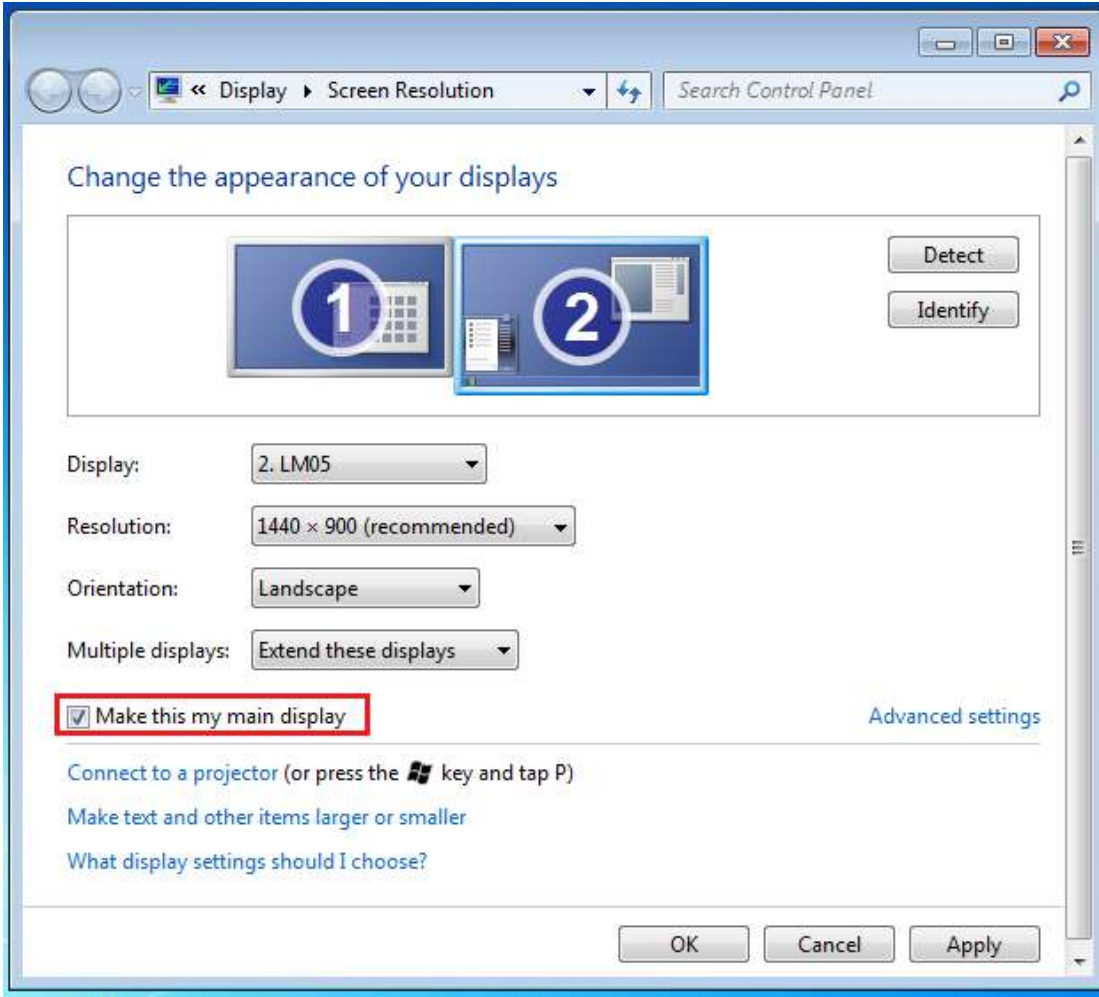 « Display ▸ Screen Resolution
Search Control Panel
Change the appearance of your displays
1
2
Detect
Identify
Display: 2. LM05
Resolution: 1440 × 900 (recommended)
Orientation: Landscape
Multiple displays: Extend these displays
Make this my main display
Advanced settings
Connect to a projector (or press the key and tap P)
Make text and other items larger or smaller
What display settings should I choose?
OK Cancel Apply